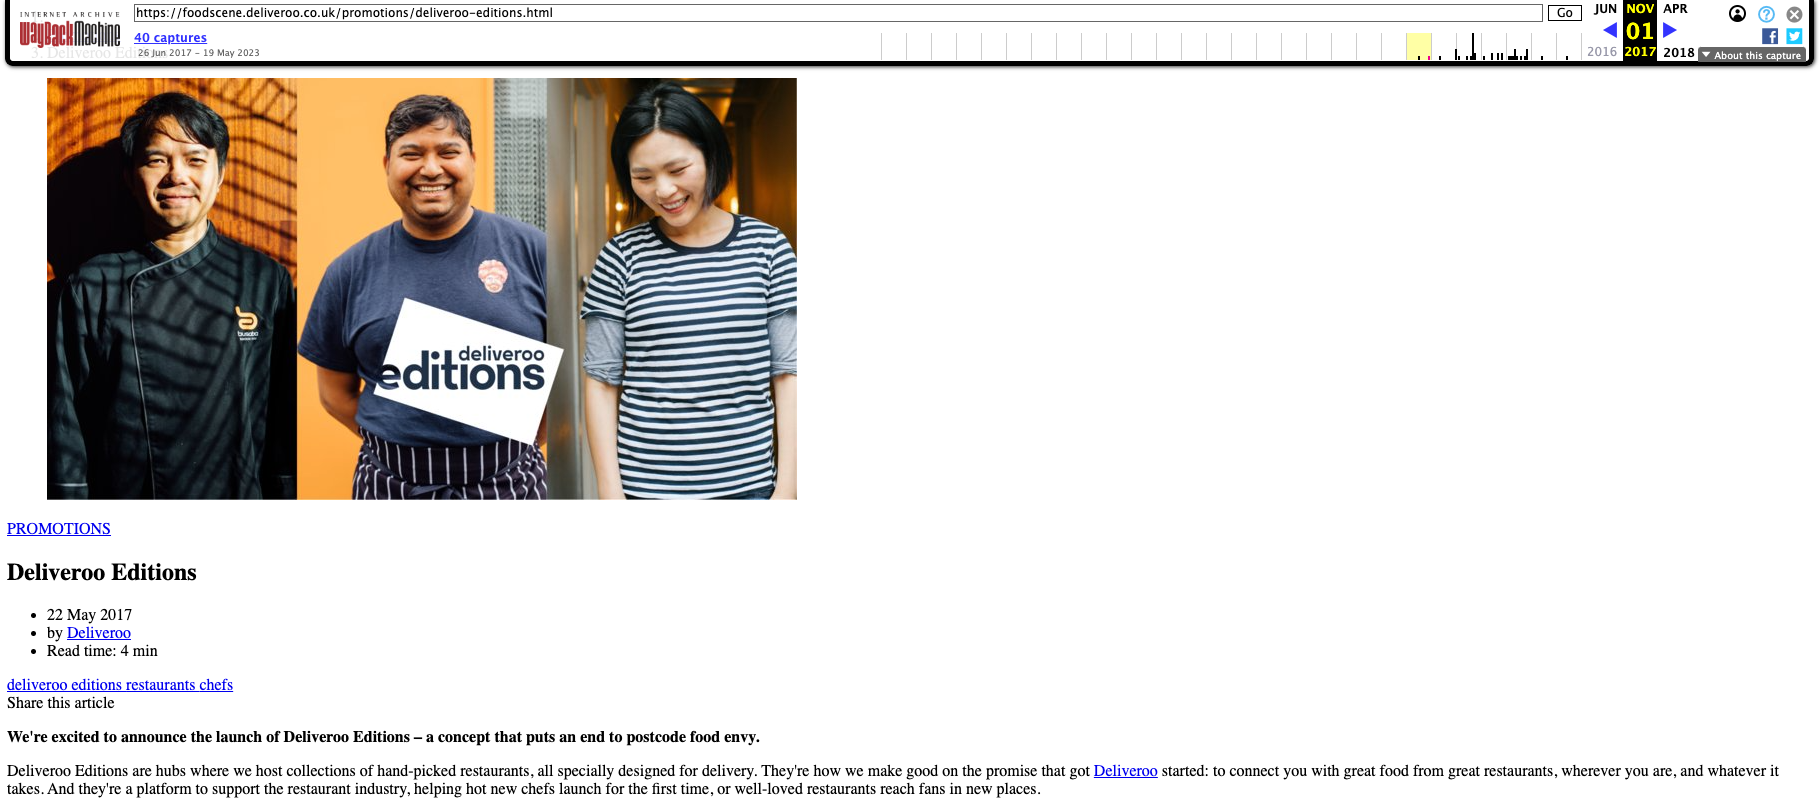 INTERNET ARCHIVE
WayBackMachine
https://foodscene.deliveroo.co.uk/promotions/deliveroo-editions.html
Go
JUN NOV APR
40 captures
01
26 Jun 2017 – 19 May 2023
2016 2017 2018
About this capture
3. Deliveroo Edi
busaba
deliveroo
editions
PROMOTIONS
Deliveroo Editions
• 22 May 2017
• by Deliveroo
• Read time: 4 min
deliveroo editions restaurants chefs
Share this article
We're excited to announce the launch of Deliveroo Editions – a concept that puts an end to postcode food envy.
Deliveroo Editions are hubs where we host collections of hand-picked restaurants, all specially designed for delivery. They're how we make good on the promise that got Deliveroo started: to connect you with great food from great restaurants, wherever you are, and whatever it
takes. And they're a platform to support the restaurant industry, helping hot new chefs launch for the first time, or well-loved restaurants reach fans in new places.